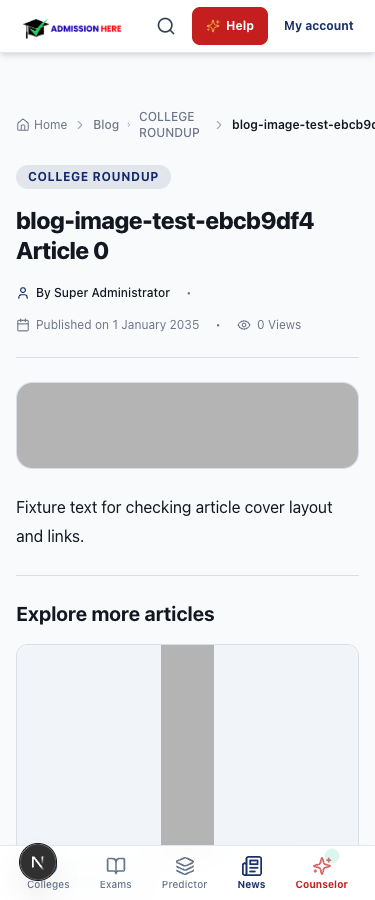 ADMISSION HERE
Help
My account
Home
Blog
COLLEGE
ROUNDUP
blog-image-test-ebcb9d
COLLEGE ROUNDUP
blog-image-test-ebcb9df4
Article 0
By Super Administrator •
Published on 1 January 2035 • 0 Views
Fixture text for checking article cover layout
and links.
Explore more articles
N
Colleges
Exams
Predictor
News
Counselor